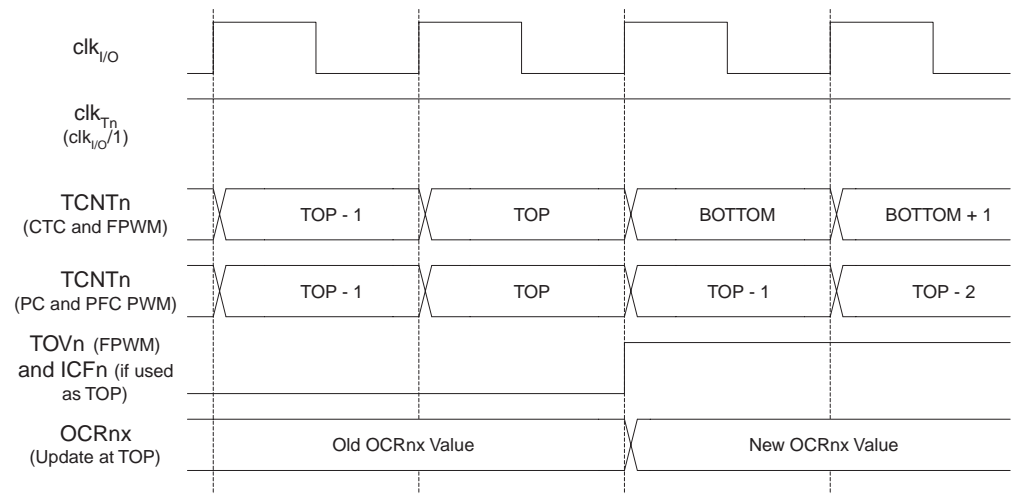 clkI/O
clkTn
(clkI/O/1)
TCNTn
(CTC and FPWM)
TOP - 1
TOP
BOTTOM
BOTTOM + 1
TCNTn
(PC and PFC PWM)
TOP - 1
TOP
TOP - 1
TOP - 2
TOVn (FPWM)
and ICFn (if used
as TOP)
OCRnx
(Update at TOP)
Old OCRnx Value
New OCRnx Value